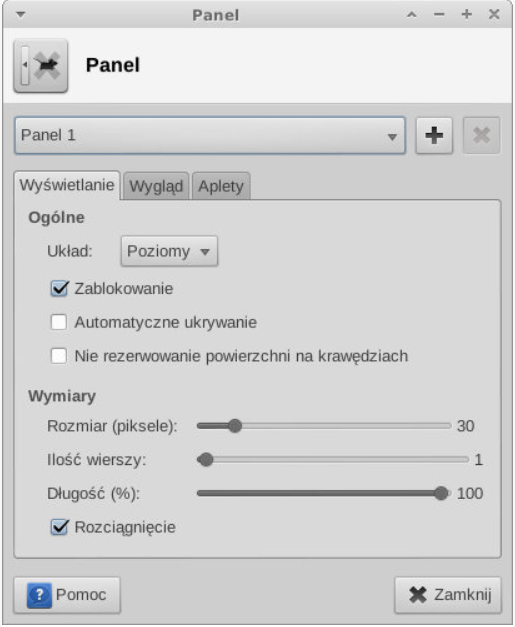 Panel
Panel
Panel 1
Wyświetlanie Wygląd Aplety
Ogólne
Układ: Poziomy
Zablokowanie
Automatyczne ukrywanie
Nie rezerwowanie powierzchni na krawędziach
Wymiary
Rozmiar (piksele): 30
Ilość wierszy: 1
Długość (%): 100
Rozciągnięcie
Pomoc Zamknij